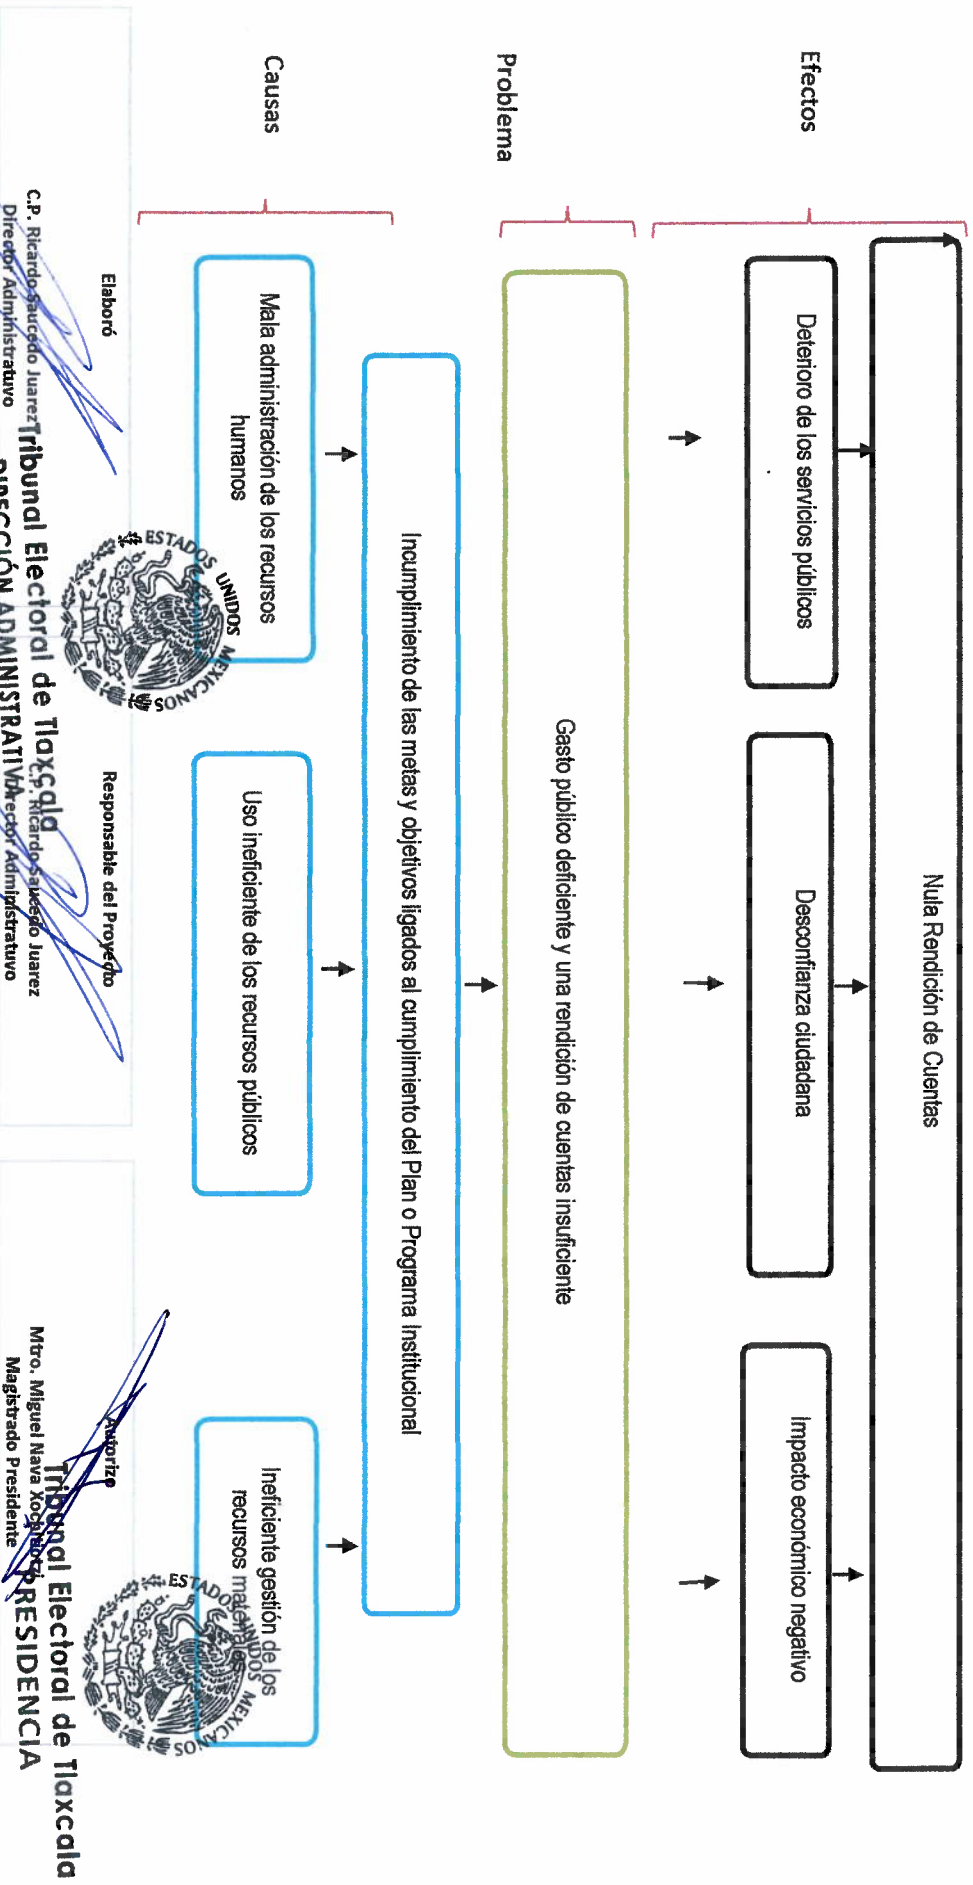 Nula Rendición de Cuentas
Efectos
Deterioro de los servicios públicos
Desconfianza ciudadana
Impacto económico negativo
Problema
Gasto público deficiente y una rendición de cuentas insuficiente
Incumplimiento de las metas y objetivos ligados al cumplimiento del Plan o Programa Institucional
Causas
Mala administración de los recursos
humanos
Uso ineficiente de los recursos públicos
Ineficiente gestión de los
recursos materiales
Elaboró
C.P. Ricardo Saucedo Juarez
Director Administratuvo
ESTADOS UNIDOS MEXICANOS
Tribunal Electoral de Tlaxcala
DIRECCIÓN ADMINISTRATIVA
Responsable del Proyecto
C.P. Ricardo Saucedo Juarez
Director Administratuvo
Autorizo
Mtro. Miguel Nava Xochitiotzi
Magistrado Presidente
ESTADOS UNIDOS MEXICANOS
Tribunal Electoral de Tlaxcala
PRESIDENCIA